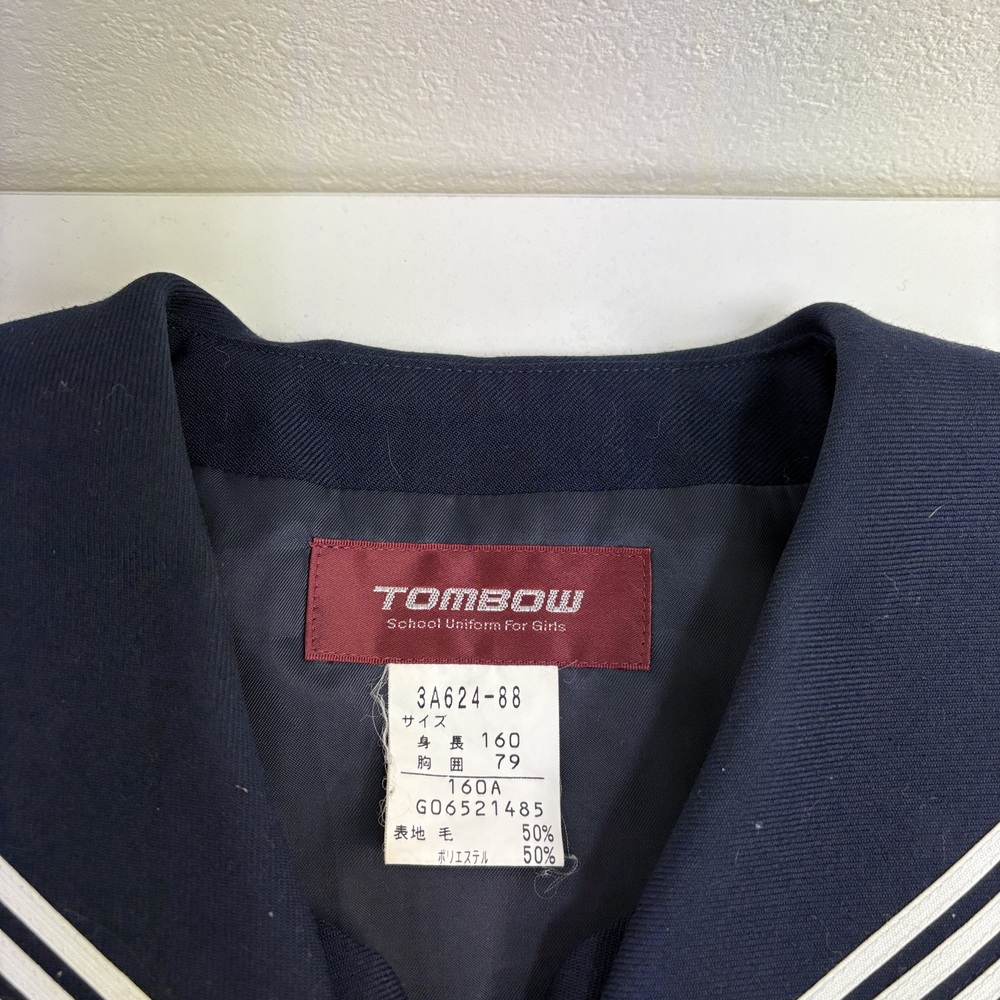 TOMBOW
School Uniform For Girls
3A624-88
サイズ
身 長 160
胸 囲 79
160A
G06521485
表地 毛 50%
ポリエステル 50%